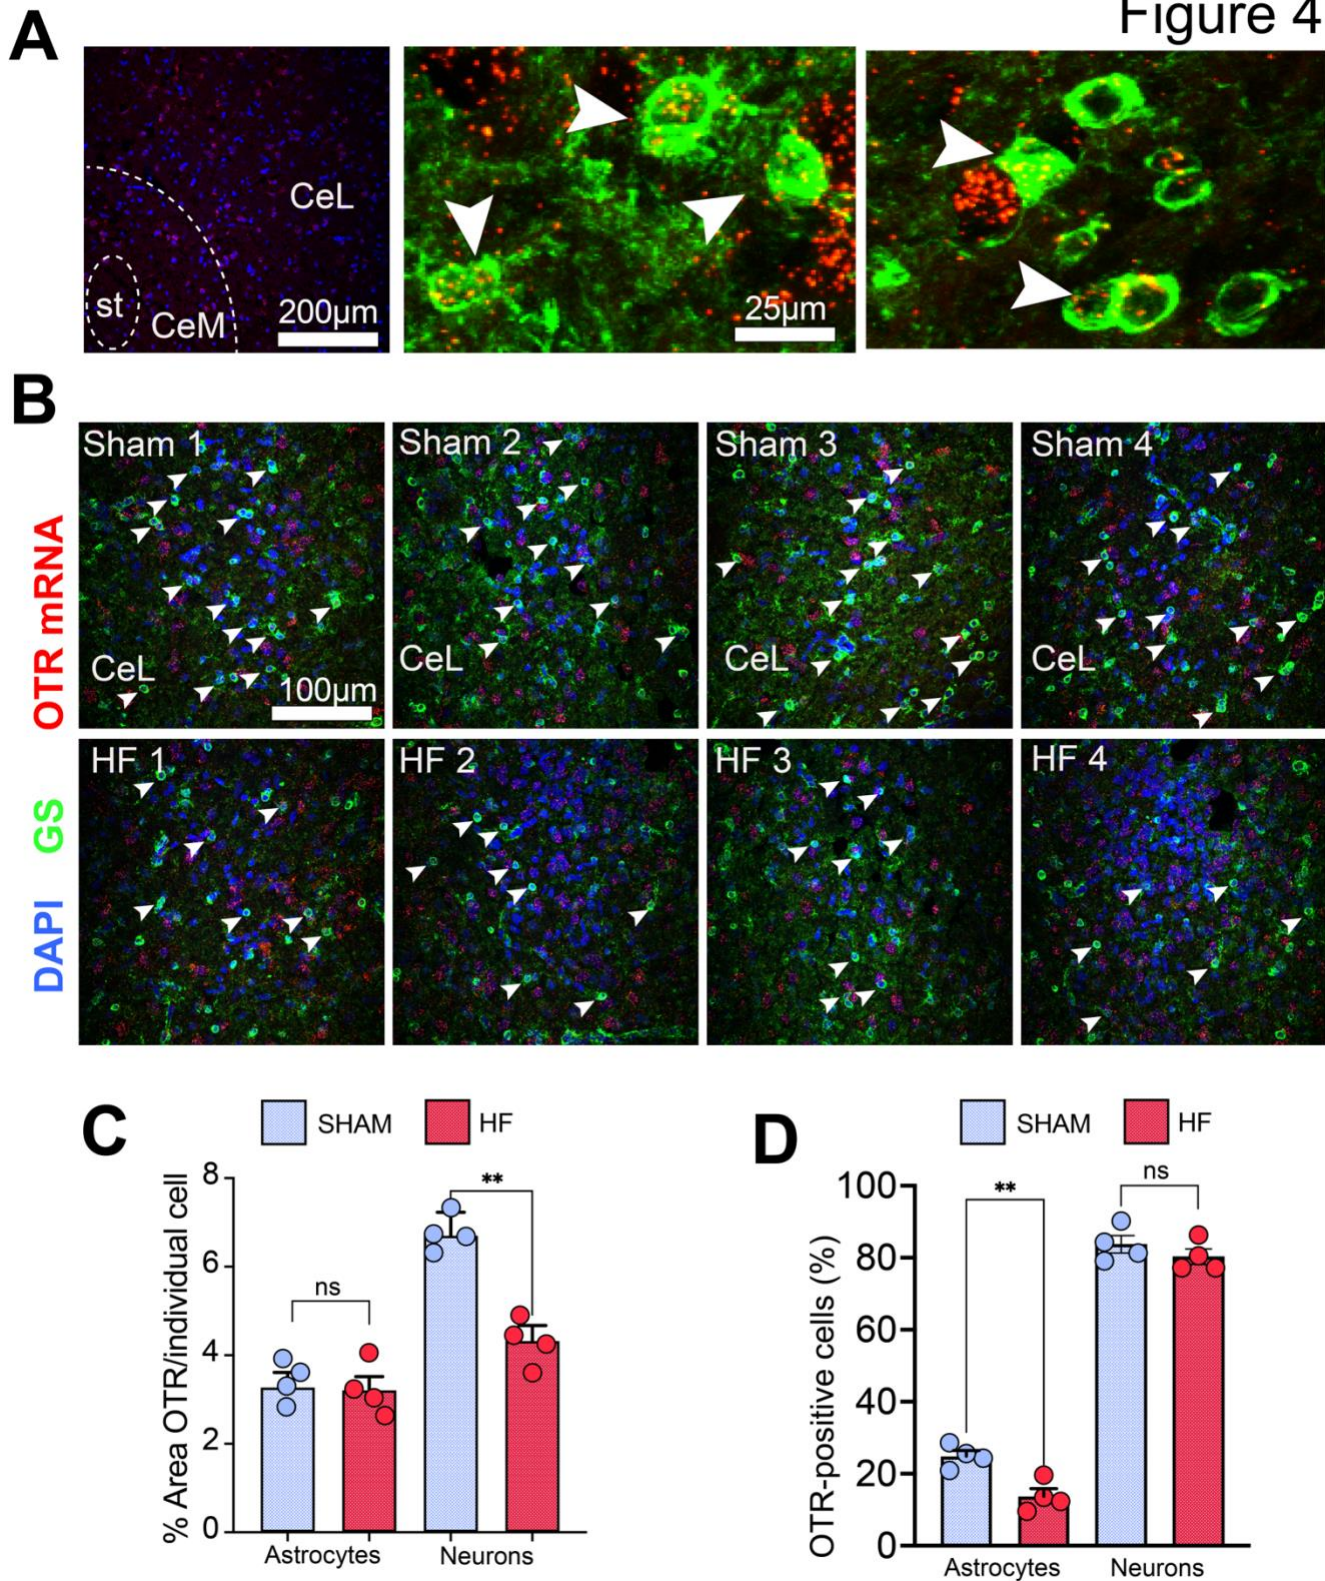 Figure 4
A
CeL
st
CeM
200μm
25μm
B
OTR mRNA
GS
DAPI
Sham 1
CeL
100μm
Sham 2
CeL
Sham 3
CeL
Sham 4
CeL
HF 1
HF 2
HF 3
HF 4
C
SHAM
HF
% Area OTR/individual cell
8
6
4
2
0
ns
**
Astrocytes
Neurons
D
SHAM
HF
OTR-positive cells (%)
100
80
60
40
20
0
**
ns
Astrocytes
Neurons